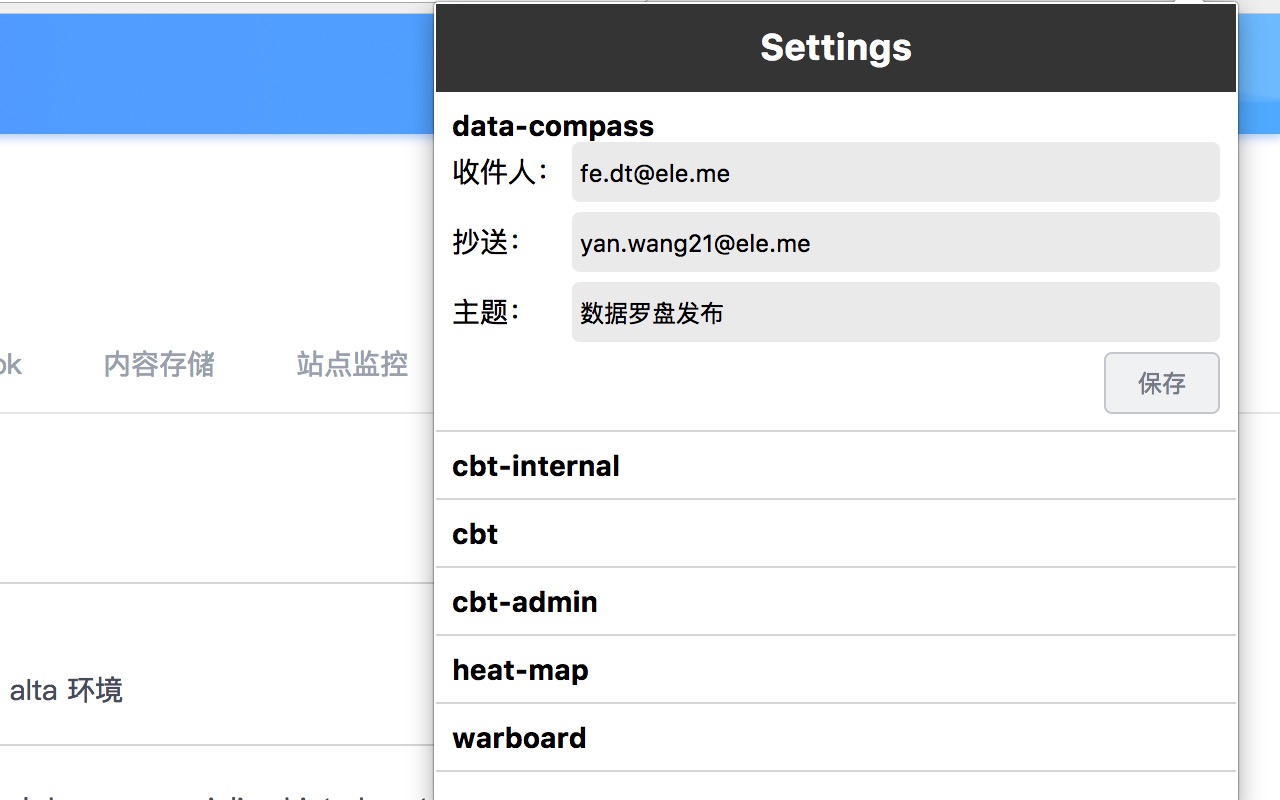 Settings
data-compass
收件人： fe.dt@ele.me
抄送： yan.wang21@ele.me
主题： 数据罗盘发布
保存
cbt-internal
cbt
cbt-admin
heat-map
warboard
内容存储 站点监控
alta 环境